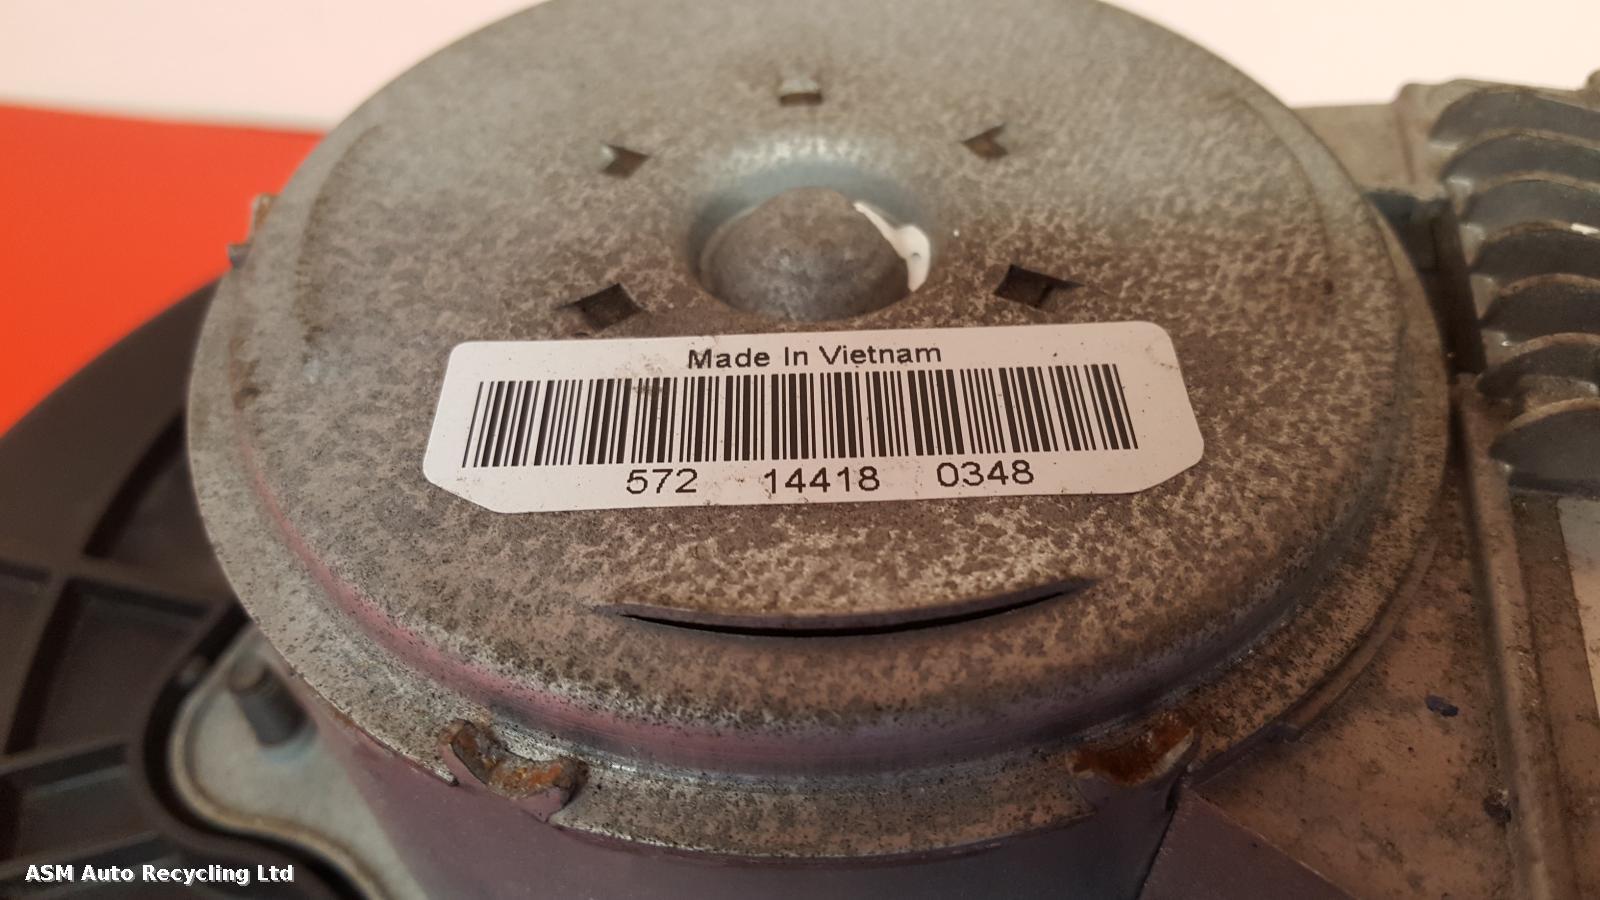 Made In Vietnam
572 14418 0348
ASM Auto Recycling Ltd